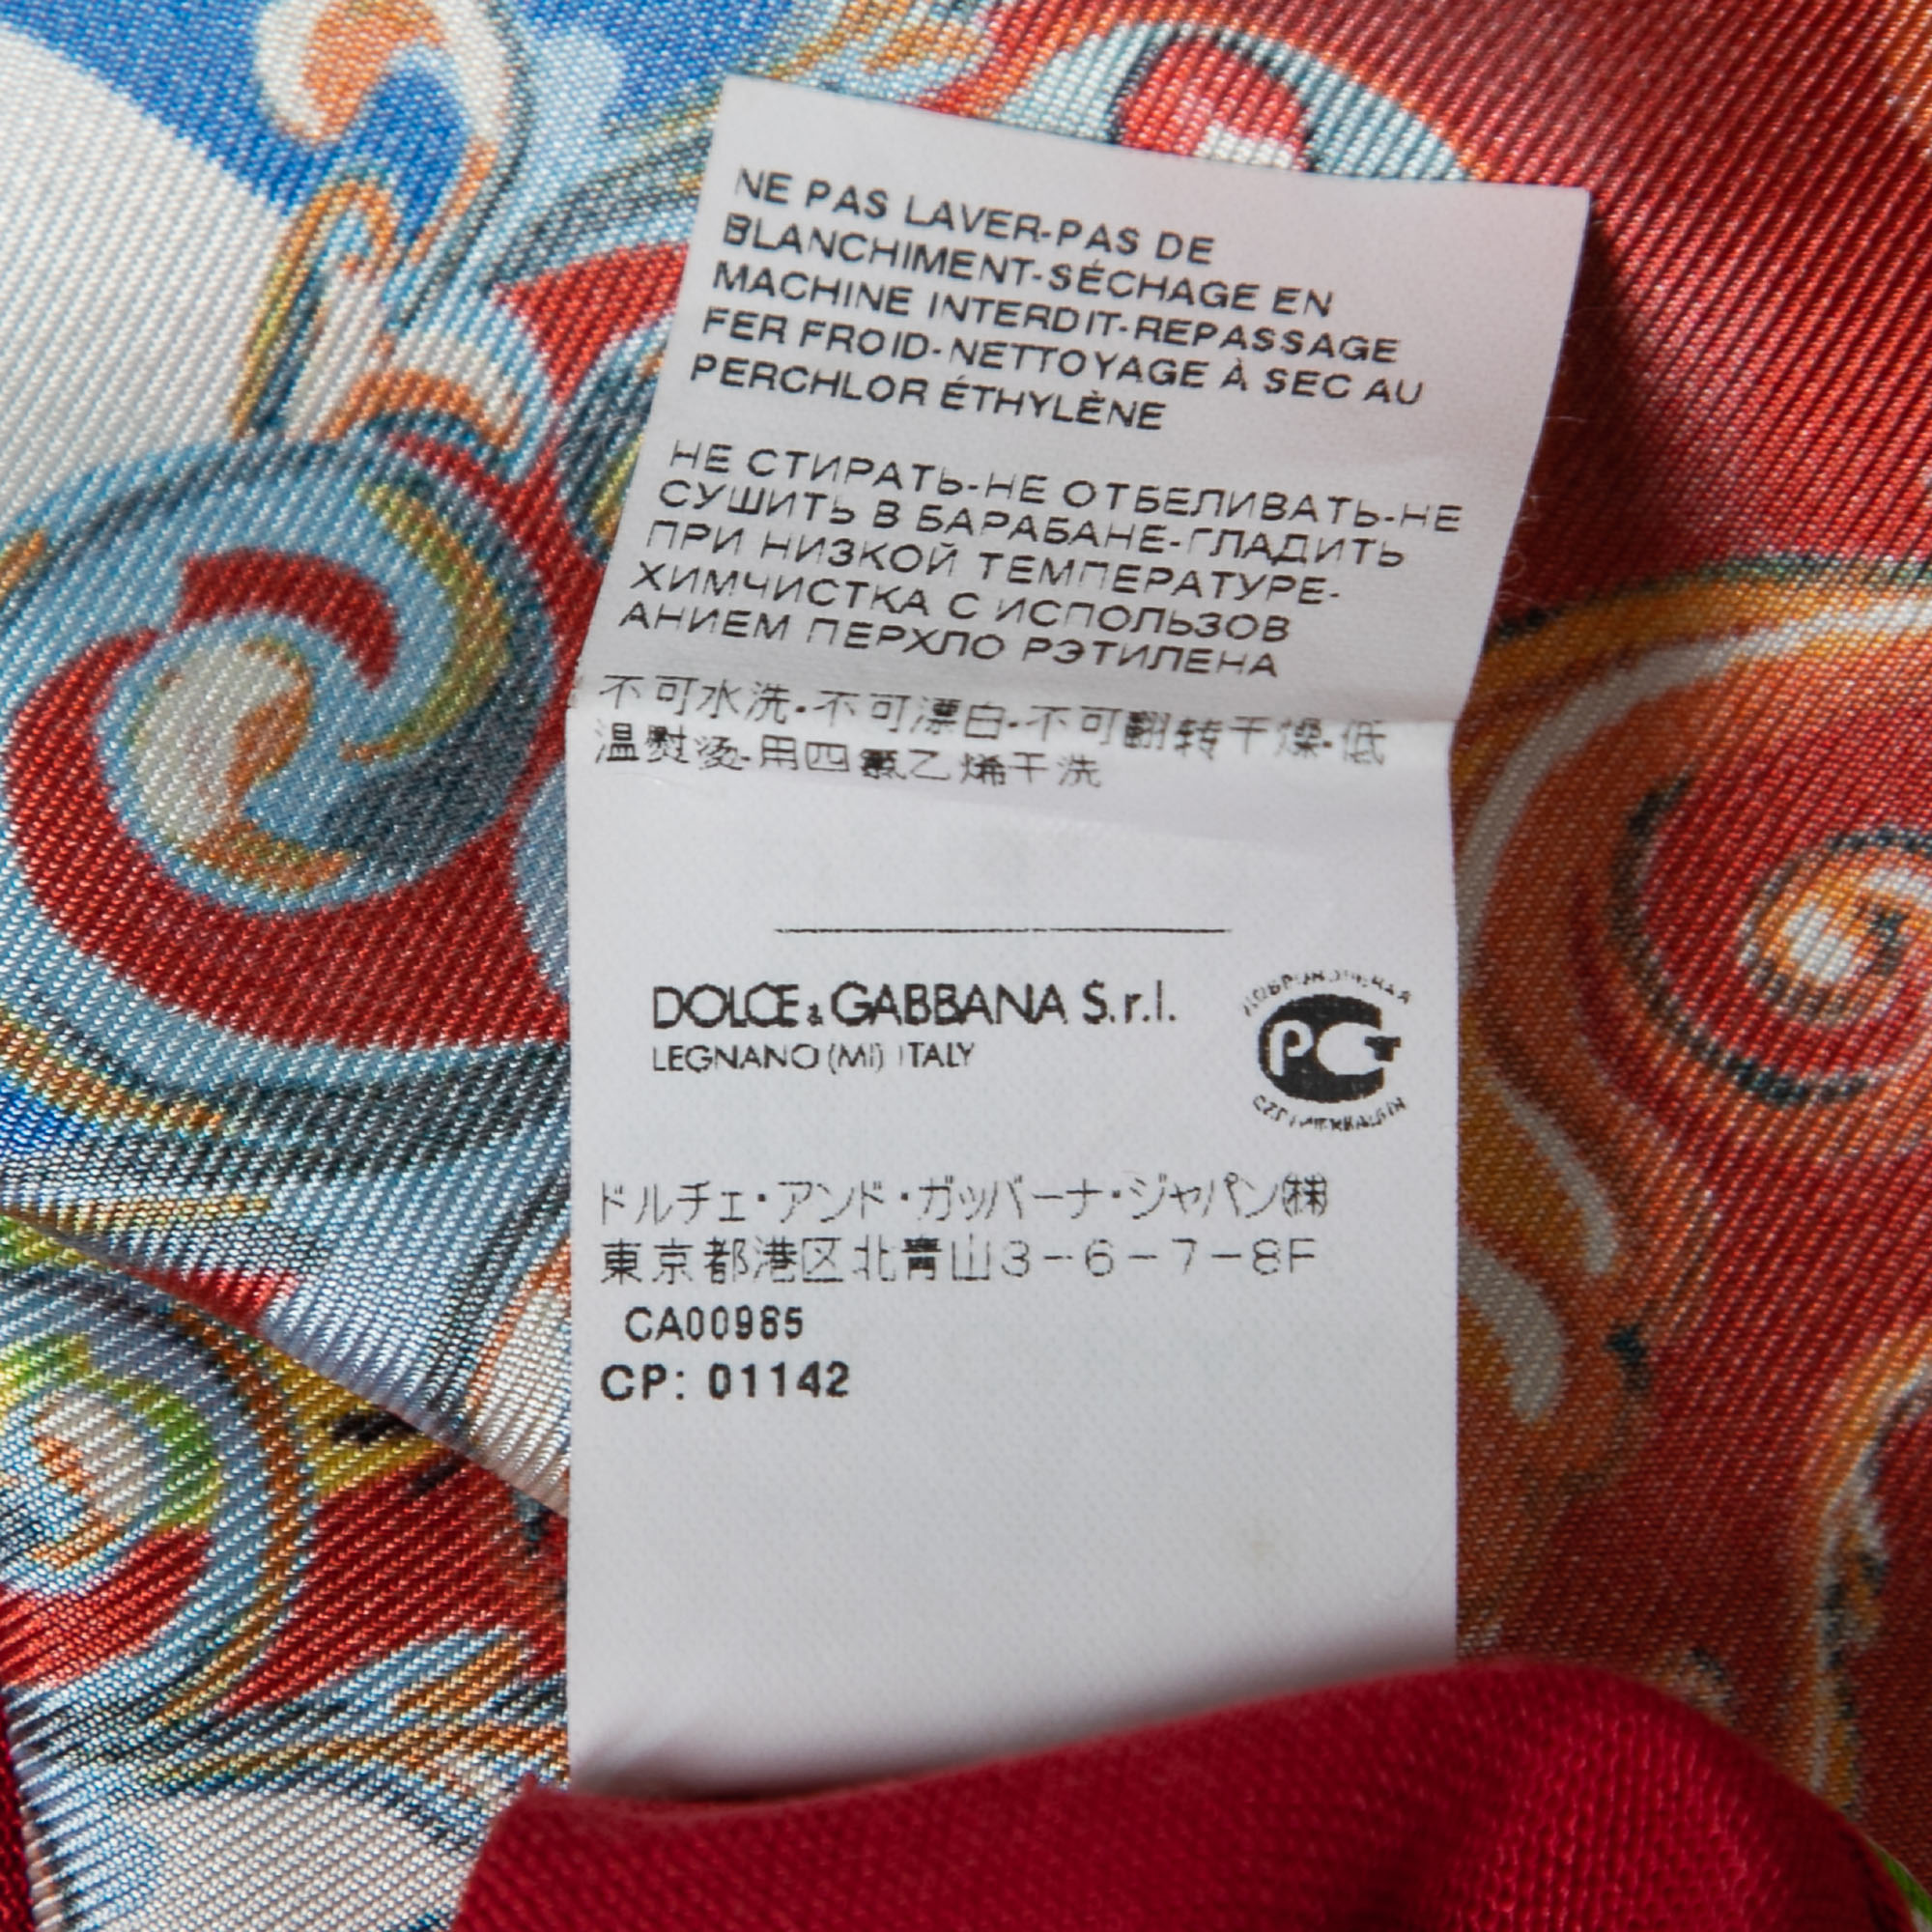 NE PAS LAVER-PAS DE
BLANCHIMENT-SÉCHAGE EN
MACHINE INTERDIT-REPASSAGE
FER FROID-NETTOYAGE À SEC AU
PERCHLOR ÉTHYLÈNE
НЕ СТИРАТЬ-НЕ ОТБЕЛИВАТЬ-НЕ
СУШИТЬ В БАРАБАНЕ-ГЛАДИТЬ
ПРИ НИЗКОЙ ТЕМПЕРАТУРЕ-
ХИМЧИСТКА С ИСПОЛЬЗОВ
АНИЕМ ПЕРХЛО РЭТИЛЕНА
不可水洗-不可漂白-不可翻转干燥-低
温熨烫-用四氯乙烯干洗
DOLCE & GABBANA S.r.l.
LEGNANO (MI) ITALY
РСТ
ドルチェ・アンド・ガッバーナ・ジャパン㈱
東京都港区北青山3-6-7-8F
CA00965
CP: 01142